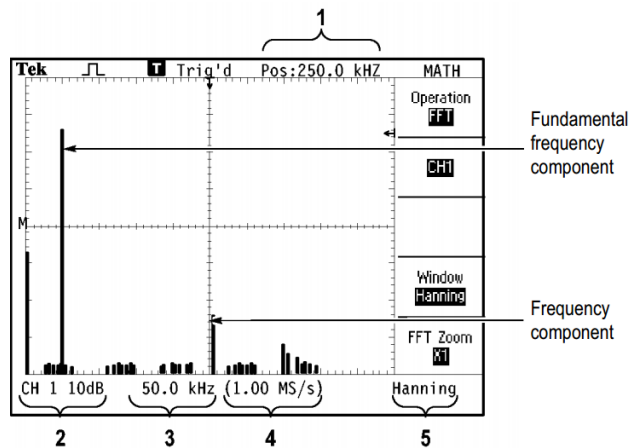 1
Tek T Trig'd Pos:250.0 kHZ MATH
Operation
FFT
CH1
Window
Hanning
FFT Zoom
X1
Fundamental
frequency
component
Frequency
component
M
CH 1 10dB 50.0 kHz (1.00 MS/s) Hanning
2 3 4 5